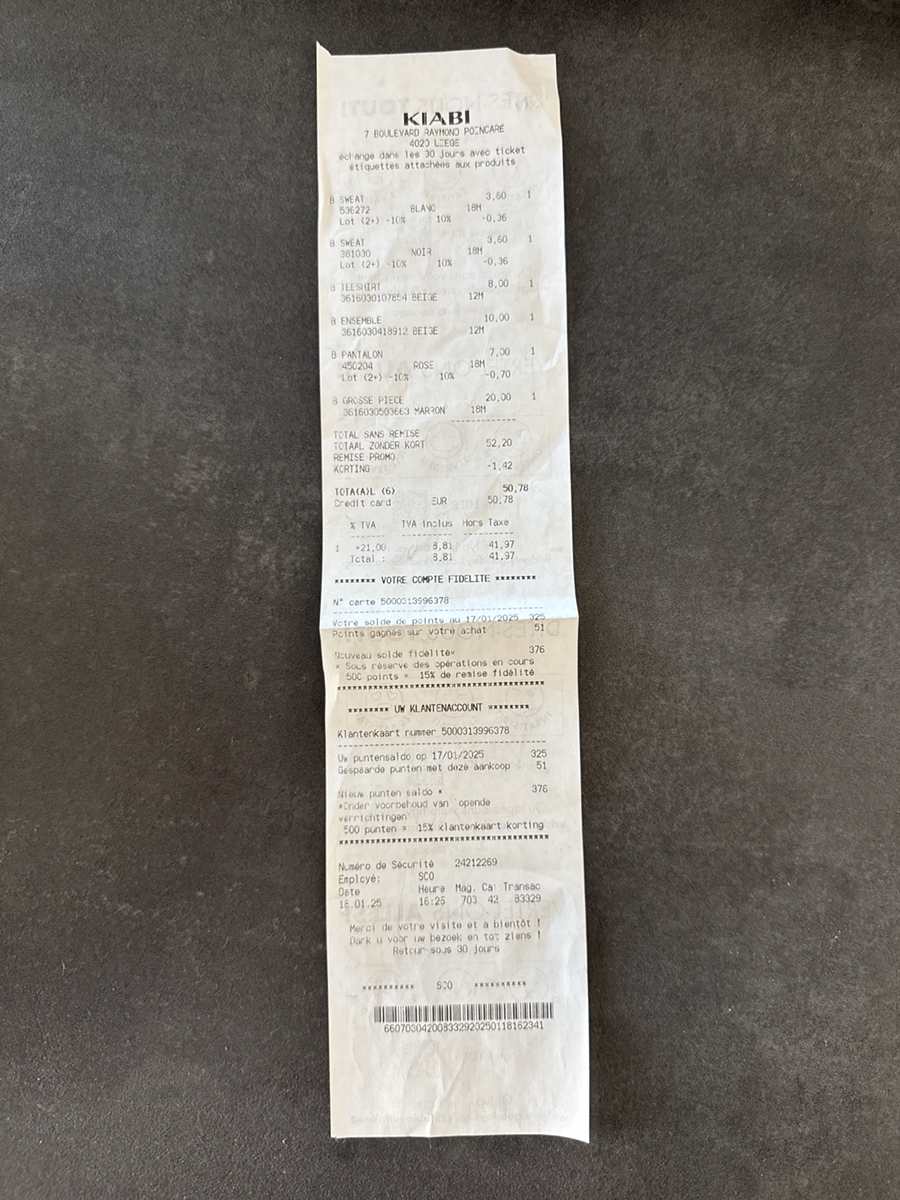 KIABI
7 BOULEVARD RAYMOND POINCARE
4020 LIEGE
échange dans les 30 jours avec ticket
étiquettes attachées aux produits
B SWEAT 3,60 1
536272 BLANC 18M
Lot (2+) -10% 10% -0,36
B SWEAT 3,60 1
381030 NOIR 18M
Lot (2+) -10% 10% -0,36
B TEESHIRT 8,00 1
3616030107854 BEIGE 12M
B ENSEMBLE 10,00 1
3616030418912 BEIGE 12M
B PANTALON 7,00 1
450204 ROSE 18M
Lot (2+) -10% 10% -0,70
B GROSSE PIECE 20,00 1
3616030503663 MARRON 18M
TOTAL SANS REMISE
TOTAAL ZONDER KORT 52,20
REMISE PROMO
KORTING -1,42
TOTA(A)L (6) 50,78
Credit card EUR 50,78
% TVA TVA inclus Hors Taxe
1 >21,00 8,81 41,97
Total : 8,81 41,97
******** VOTRE COMPTE FIDELITE ********
N° carte 5000313996378
Votre solde de points au 17/01/2025 325
Points gagnés sur votre achat 51
Nouveau solde fidélité* 376
* Sous réserve des opérations en cours
500 points = 15% de remise fidélité
****************************************
******** UW KLANTENACCOUNT ********
Klantenkaart nummer 5000313996378
Uw puntensaldo op 17/01/2025 325
Gespaarde punten met deze aankoop 51
Nieuw punten saldo * 376
*Onder voorbehoud van lopende
verrichtingen
500 punten = 15% klantenkaart korting
****************************************
Numéro de Sécurité 24212269
Employé: SCO
Date Heure Mag. Cai Transac
18.01.25 16:25 703 42 83329
Merci de votre visite et à bientôt !
Dank u voor uw bezoek en tot ziens !
Retour sous 30 jours
********** SCO **********
660703042008332920250118162341